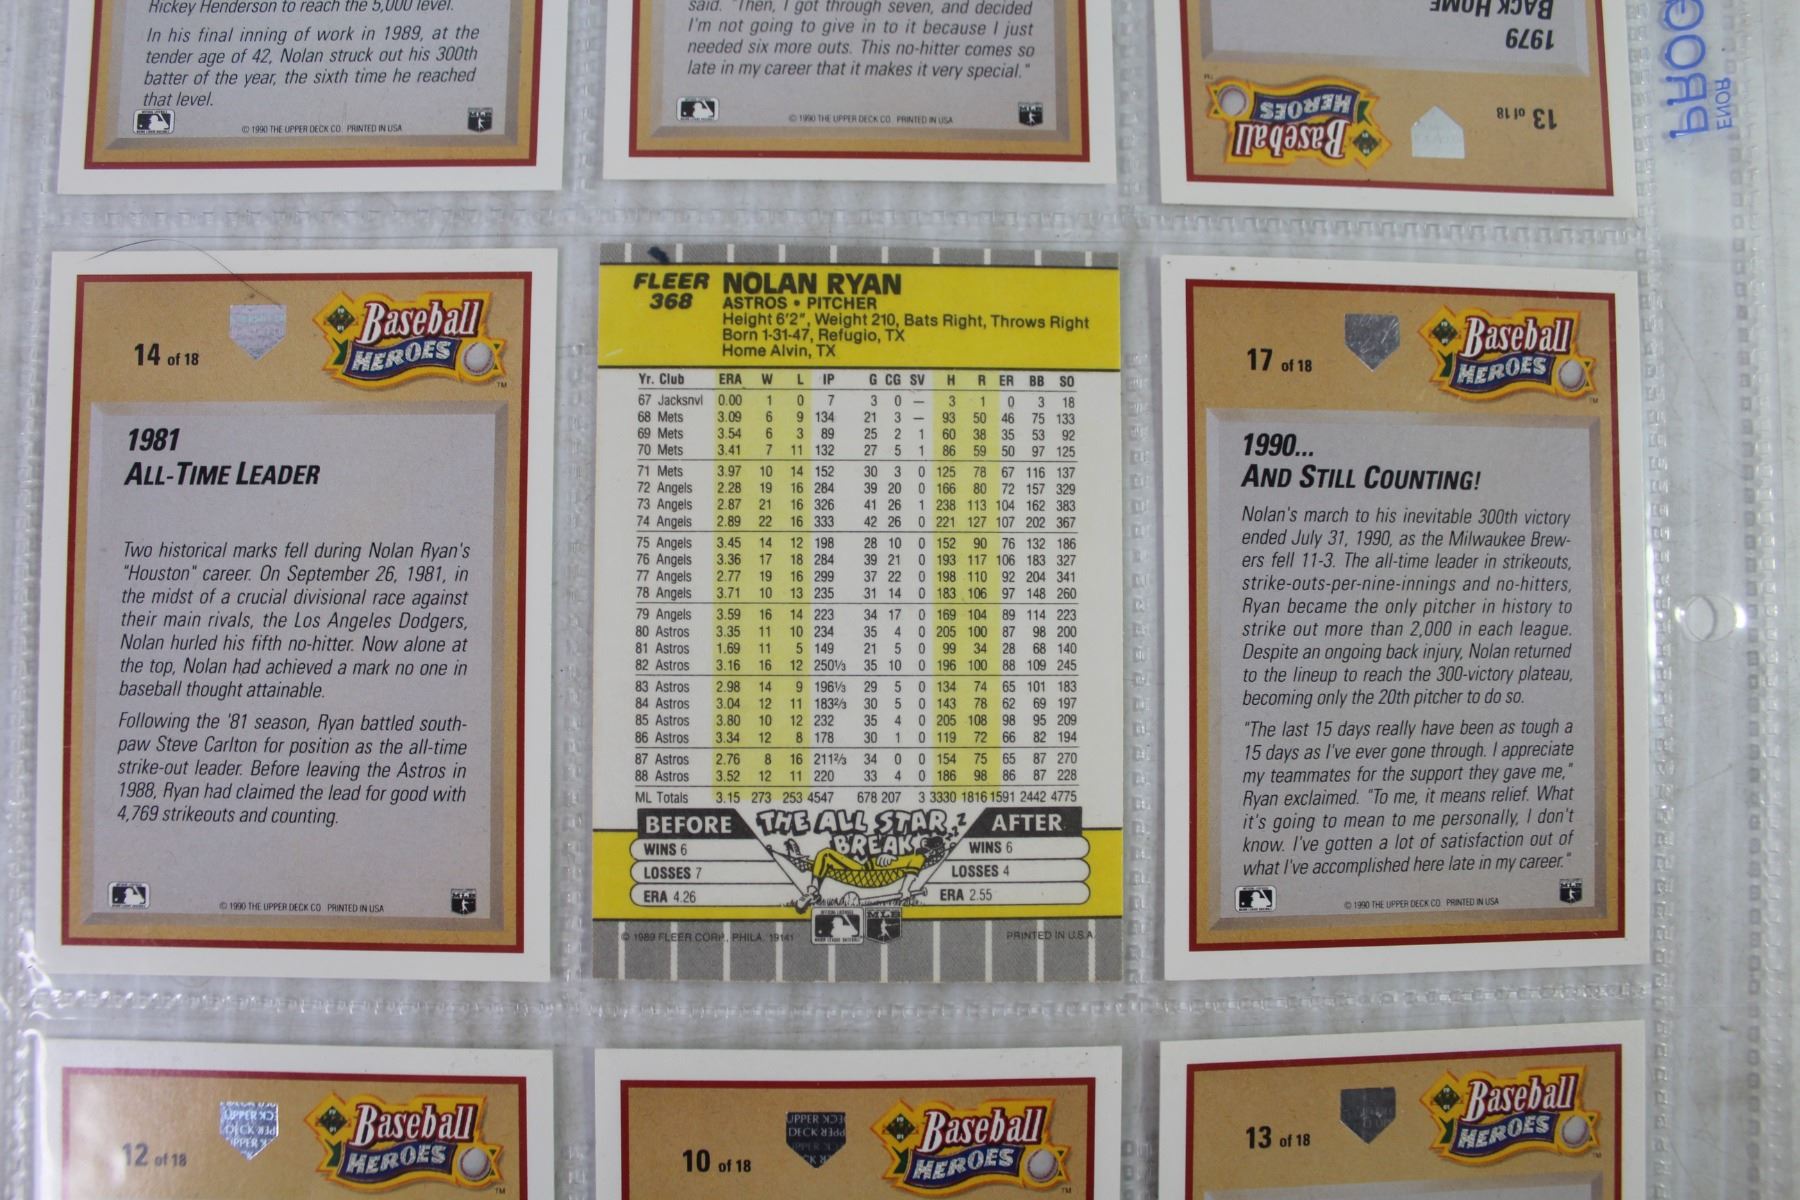 Rickey Henderson to reach the 5,000 level.
In his final inning of work in 1989, at the
tender age of 42, Nolan struck out his 300th
batter of the year, the sixth time he reached
that level.
© 1990 THE UPPER DECK CO. PRINTED IN USA
said. "Then, I got through seven, and decided
I'm not going to give in to it because I just
needed six more outs. This no-hitter comes so
late in my career that it makes it very special."
© 1990 THE UPPER DECK CO. PRINTED IN USA
1979
BACK HOME
13 of 18
Baseball
HEROES
TM
14 of 18
Baseball
HEROES
TM
1981
ALL-TIME LEADER
Two historical marks fell during Nolan Ryan's
"Houston" career. On September 26, 1981, in
the midst of a crucial divisional race against
their main rivals, the Los Angeles Dodgers,
Nolan hurled his fifth no-hitter. Now alone at
the top, Nolan had achieved a mark no one in
baseball thought attainable.
Following the '81 season, Ryan battled south-
paw Steve Carlton for position as the all-time
strike-out leader. Before leaving the Astros in
1988, Ryan had claimed the lead for good with
4,769 strikeouts and counting.
© 1990 THE UPPER DECK CO. PRINTED IN USA
FLEER
368
NOLAN RYAN
ASTROS • PITCHER
Height 6'2", Weight 210, Bats Right, Throws Right
Born 1-31-47, Refugio, TX
Home Alvin, TX
Yr. Club ERA W L IP G CG SV H R ER BB SO
67 Jacksnvl 0.00 1 0 7 3 0 — 3 1 0 3 18
68 Mets 3.09 6 9 134 21 3 — 93 50 46 75 133
69 Mets 3.54 6 3 89 25 2 1 60 38 35 53 92
70 Mets 3.41 7 11 132 27 5 1 86 59 50 97 125
71 Mets 3.97 10 14 152 30 3 0 125 78 67 116 137
72 Angels 2.28 19 16 284 39 20 0 166 80 72 157 329
73 Angels 2.87 21 16 326 41 26 1 238 113 104 162 383
74 Angels 2.89 22 16 333 42 26 0 221 127 107 202 367
75 Angels 3.45 14 12 198 28 10 0 152 90 76 132 186
76 Angels 3.36 17 18 284 39 21 0 193 117 106 183 327
77 Angels 2.77 19 16 299 37 22 0 198 110 92 204 341
78 Angels 3.71 10 13 235 31 14 0 183 106 97 148 260
79 Angels 3.59 16 14 223 34 17 0 169 104 89 114 223
80 Astros 3.35 11 10 234 35 4 0 205 100 87 98 200
81 Astros 1.69 11 5 149 21 5 0 99 34 28 68 140
82 Astros 3.16 16 12 250⅓ 35 10 0 196 100 88 109 245
83 Astros 2.98 14 9 196⅓ 29 5 0 134 74 65 101 183
84 Astros 3.04 12 11 183⅔ 30 5 0 143 78 62 69 197
85 Astros 3.80 10 12 232 35 4 0 205 108 98 95 209
86 Astros 3.34 12 8 178 30 1 0 119 72 66 82 194
87 Astros 2.76 8 16 211⅔ 34 0 0 154 75 65 87 270
88 Astros 3.52 12 11 220 33 4 0 186 98 86 87 228
ML Totals 3.15 273 253 4547 678 207 3 3330 1816 1591 2442 4775
BEFORE THE ALL STAR BREAK AFTER
WINS 6 WINS 6
LOSSES 7 LOSSES 4
ERA 4.26 ERA 2.55
© 1989 FLEER CORP., PHILA. 19141 MLB PRINTED IN U.S.A.
17 of 18
Baseball
HEROES
TM
1990...
AND STILL COUNTING!
Nolan's march to his inevitable 300th victory
ended July 31, 1990, as the Milwaukee Brew-
ers fell 11-3. The all-time leader in strikeouts,
strike-outs-per-nine-innings and no-hitters,
Ryan became the only pitcher in history to
strike out more than 2,000 in each league.
Despite an ongoing back injury, Nolan returned
to the lineup to reach the 300-victory plateau,
becoming only the 20th pitcher to do so.
"The last 15 days really have been as tough a
15 days as I've ever gone through. I appreciate
my teammates for the support they gave me,"
Ryan exclaimed. "To me, it means relief. What
it's going to mean to me personally, I don't
know. I've gotten a lot of satisfaction out of
what I've accomplished here late in my career."
© 1990 THE UPPER DECK CO. PRINTED IN USA
12 of 18
Baseball
HEROES
TM
10 of 18
UPPER
DECK
Baseball
HEROES
TM
13 of 18
Baseball
HEROES
TM